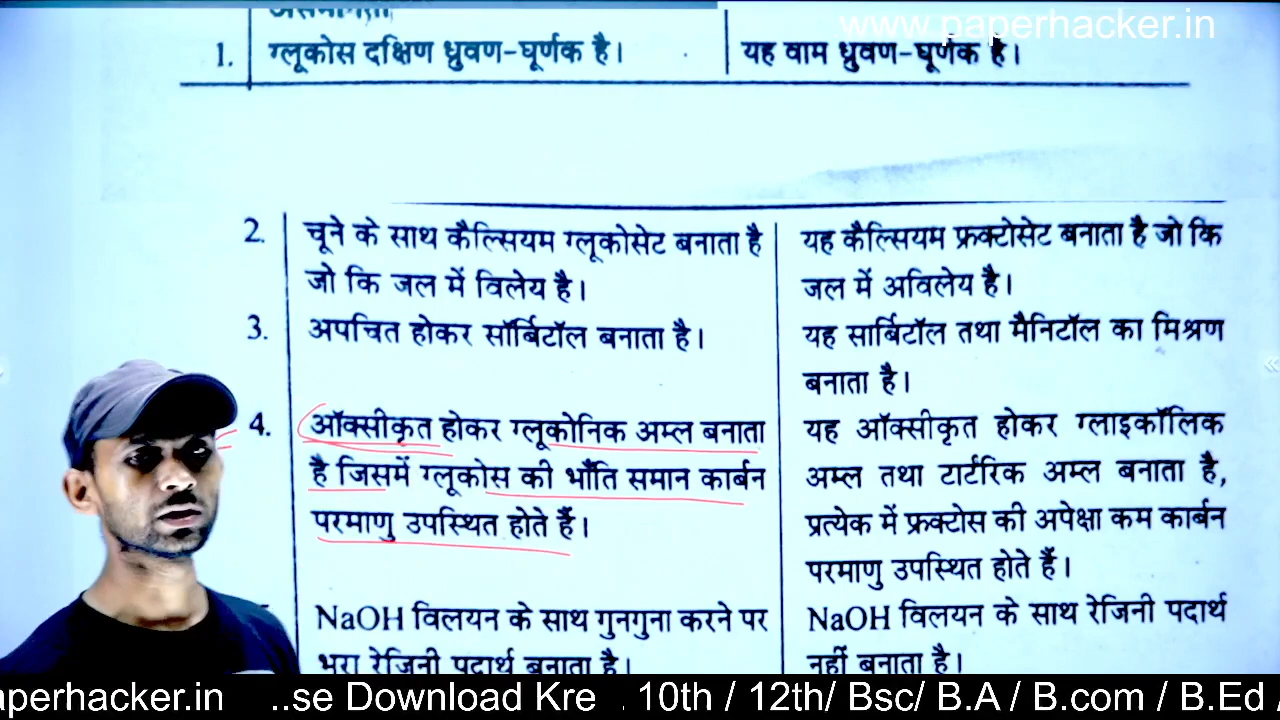 असमानता
www.paperhacker.in
1. ग्लूकोस दक्षिण ध्रुवण-घूर्णक है। यह वाम ध्रुवण-घूर्णक है।
2. चूने के साथ कैल्सियम ग्लूकोसेट बनाता है यह कैल्सियम फ्रक्टोसेट बनाता है जो कि
जो कि जल में विलेय है। जल में अविलेय है।
3. अपचित होकर सॉर्बिटॉल बनाता है। यह सार्बिटॉल तथा मैनिटॉल का मिश्रण
बनाता है।
4. ऑक्सीकृत होकर ग्लूकोनिक अम्ल बनाता यह ऑक्सीकृत होकर ग्लाइकॉलिक
है जिसमें ग्लूकोस की भाँति समान कार्बन अम्ल तथा टार्टरिक अम्ल बनाता है,
परमाणु उपस्थित होते हैं। प्रत्येक में फ्रक्टोस की अपेक्षा कम कार्बन
परमाणु उपस्थित होते हैं।
NaOH विलयन के साथ गुनगुना करने पर NaOH विलयन के साथ रेजिनी पदार्थ
भूरा रेजिनी पदार्थ बनाता है। नहीं बनाता है।
aperhacker.in ..se Download Kre . 10th / 12th/ Bsc/ B.A / B.com / B.Ed